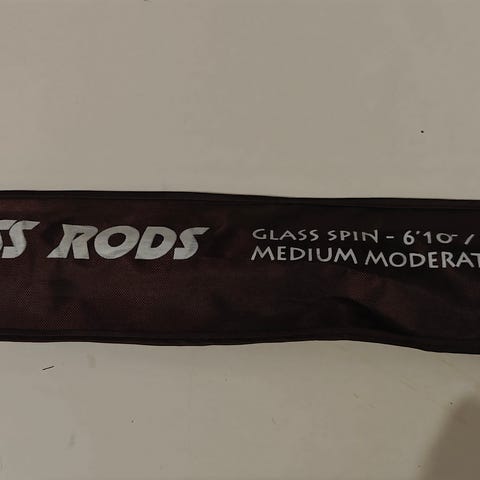 SS RODS
GLASS SPIN - 6'10" /
MEDIUM MODERAT